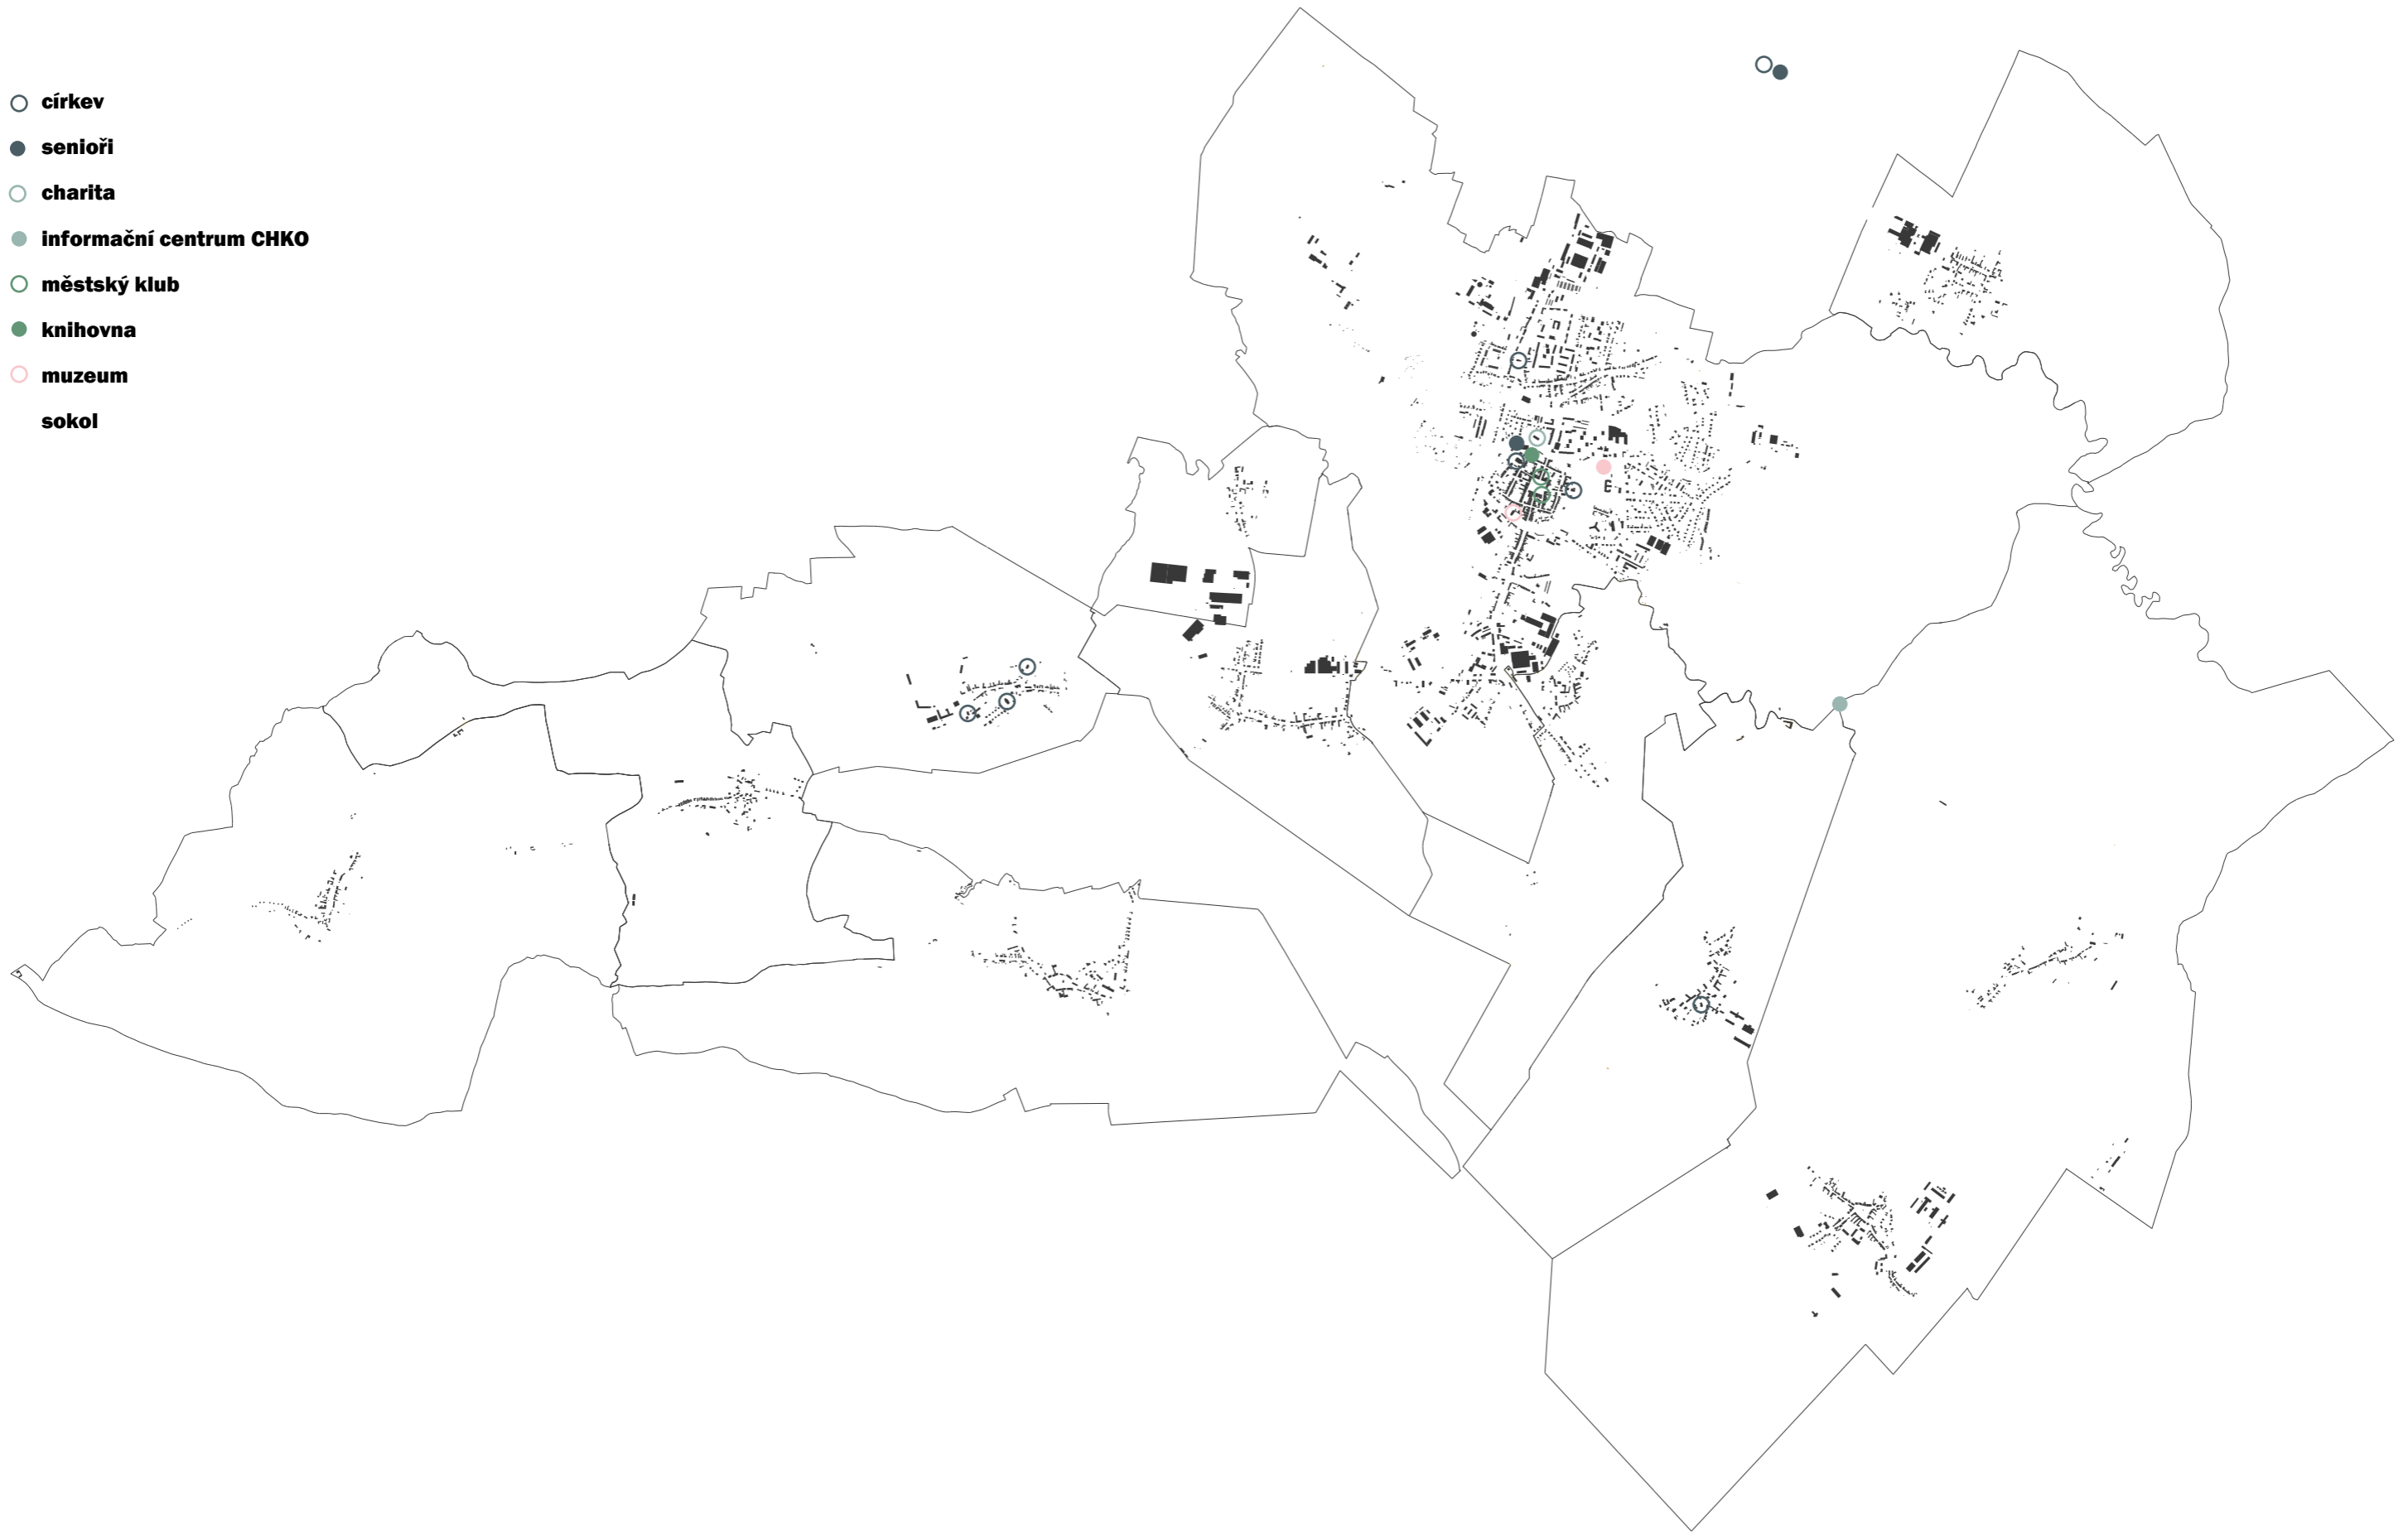 církev
senioři
charita
informační centrum CHKO
městský klub
knihovna
muzeum
sokol